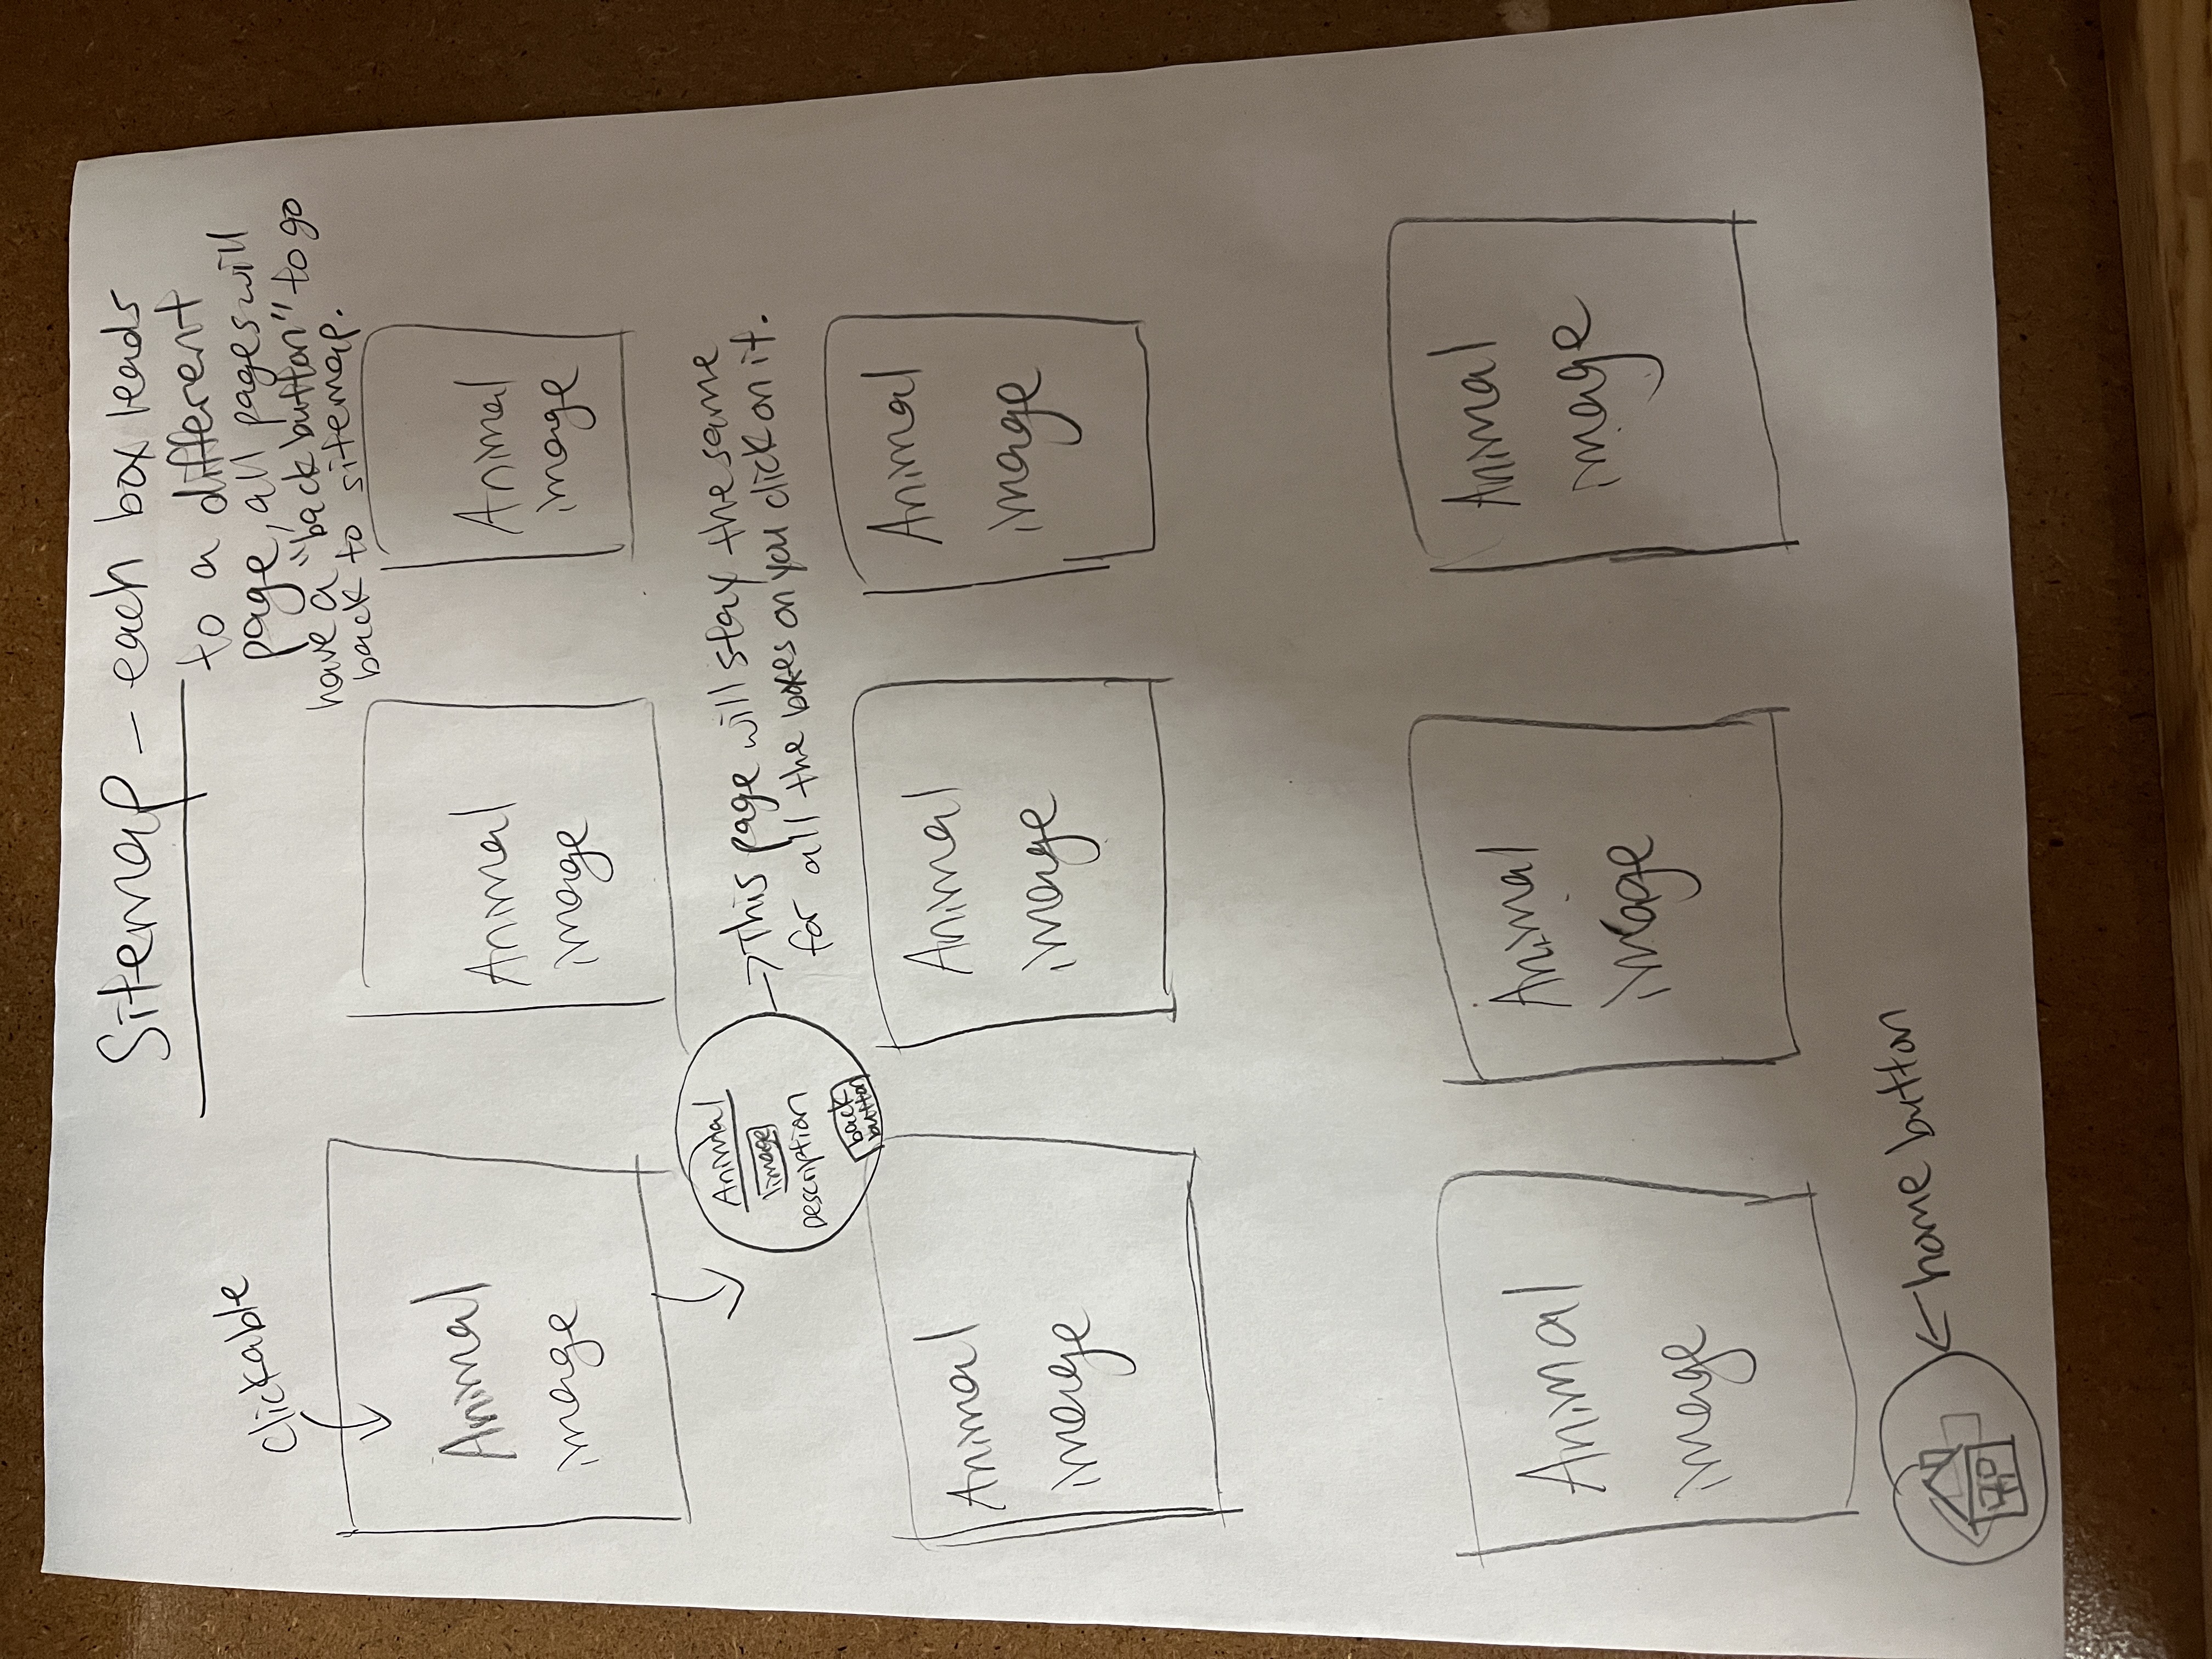 Sitemap - each box leads
to a different
page, all pages will
have a "back button" to go
back to sitemap.
Clickable
Animal
image
Animal
image
Animal
image
Animal
image
Description
back
button
→ This page will stay the same
for all the boxes on you click on it.
Animal
image
Animal
image
Animal
image
Animal
image
Animal
image
Animal
image
← home button